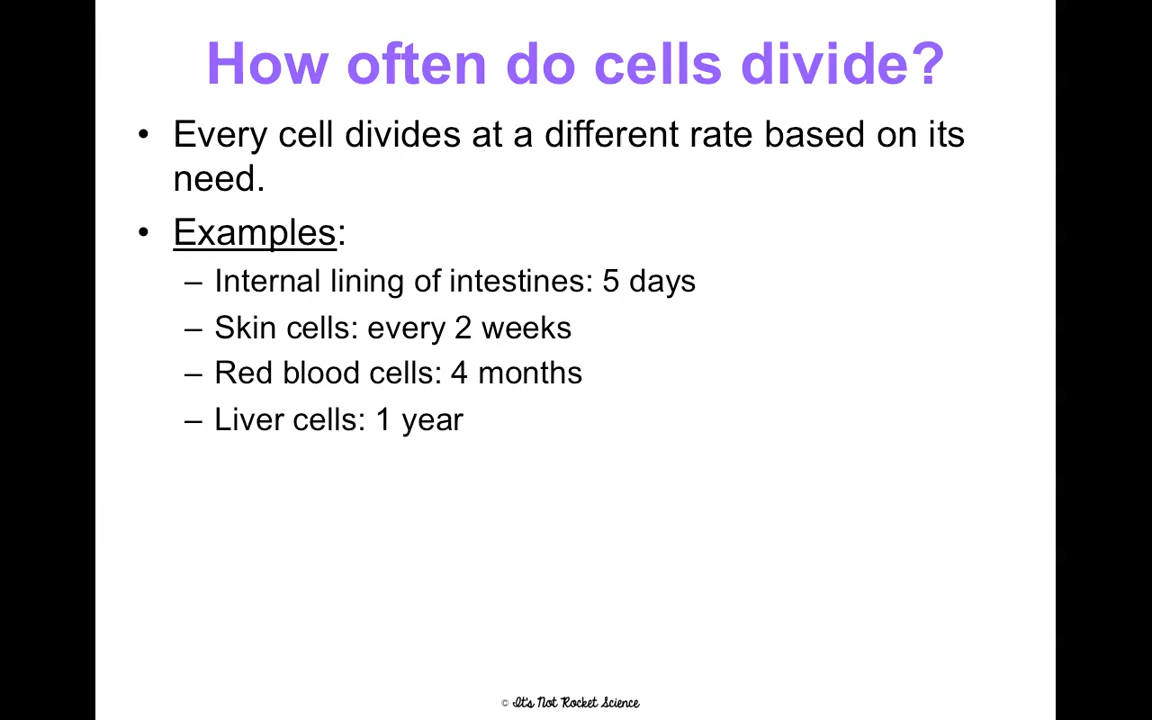 How often do cells divide?
• Every cell divides at a different rate based on its
need.
• Examples:
– Internal lining of intestines: 5 days
– Skin cells: every 2 weeks
– Red blood cells: 4 months
– Liver cells: 1 year
© It's Not Rocket Science